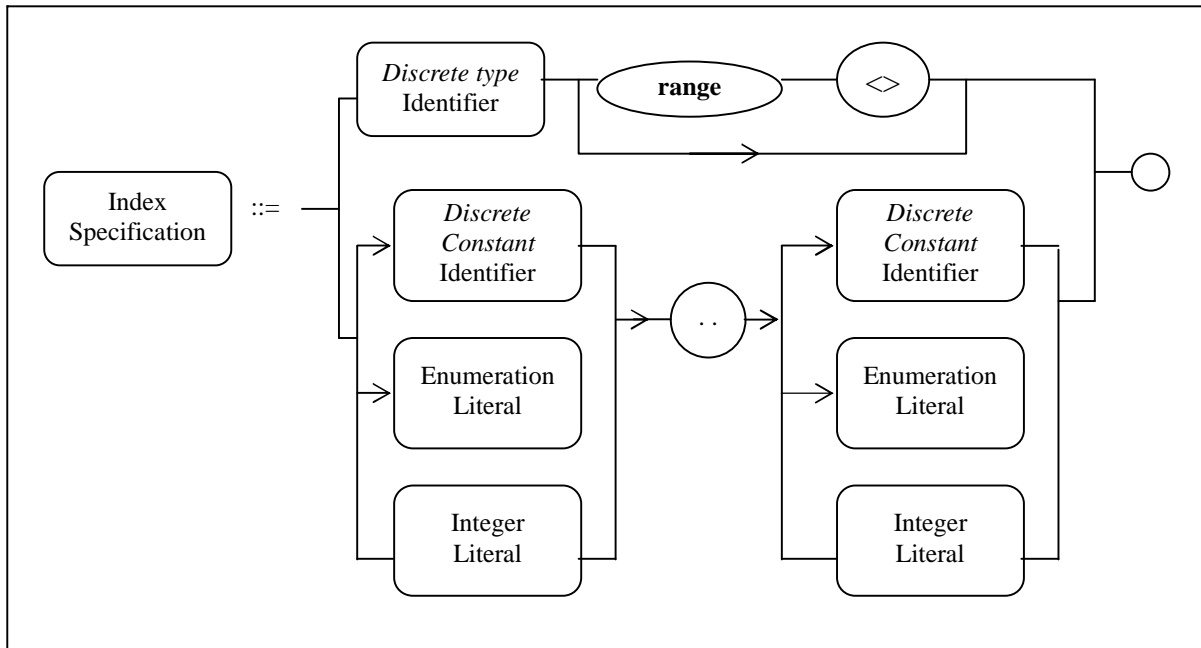 Discrete type
Identifier
range
<>
Index
Specification
::=
Discrete
Constant
Identifier
. .
Discrete
Constant
Identifier
Enumeration
Literal
Enumeration
Literal
Integer
Literal
Integer
Literal